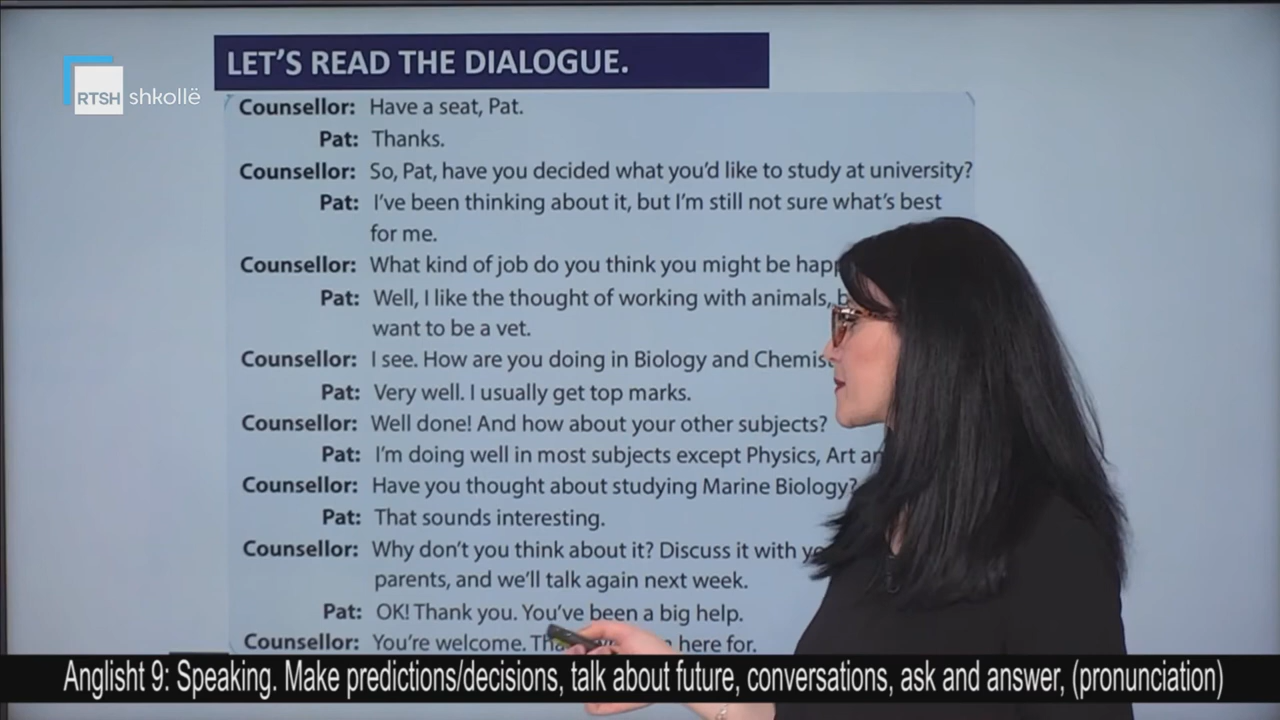 LET'S READ THE DIALOGUE.
RTSH shkollë
Counsellor: Have a seat, Pat.
Pat: Thanks.
Counsellor: So, Pat, have you decided what you'd like to study at university?
Pat: I've been thinking about it, but I'm still not sure what's best
for me.
Counsellor: What kind of job do you think you might be
Pat: Well, I like the thought of working with animals,
want to be a vet.
Counsellor: I see. How are you doing in Biology and
Pat: Very well. I usually get top marks.
Counsellor: Well done! And how about your other subjects?
Pat: I'm doing well in most subjects except Physics, Art
Counsellor: Have you thought about studying Marine Biology?
Pat: That sounds interesting.
Counsellor: Why don't you think about it? Discuss it with
parents, and we'll talk again next week.
Pat: OK! Thank you. You've been a big help.
Counsellor: You're welcome. here for.
Anglisht 9: Speaking. Make predictions/decisions, talk about future, conversations, ask and answer, (pronunciation)